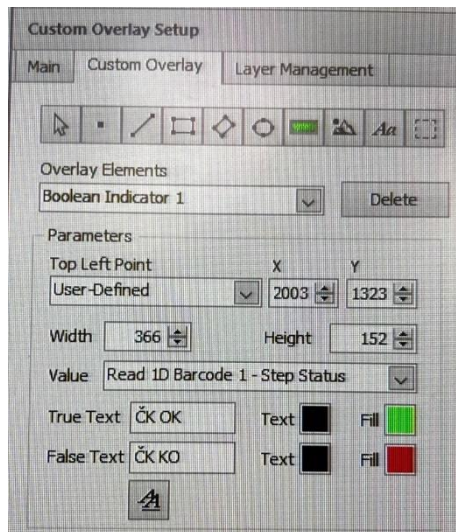 Custom Overlay Setup
Main Custom Overlay Layer Management
Aa
Overlay Elements
Boolean Indicator 1 Delete
Parameters
Top Left Point X Y
User-Defined 2003 1323
Width 366 Height 152
Value Read 1D Barcode 1 - Step Status
True Text ČK OK Text Fill
False Text ČK KO Text Fill
A